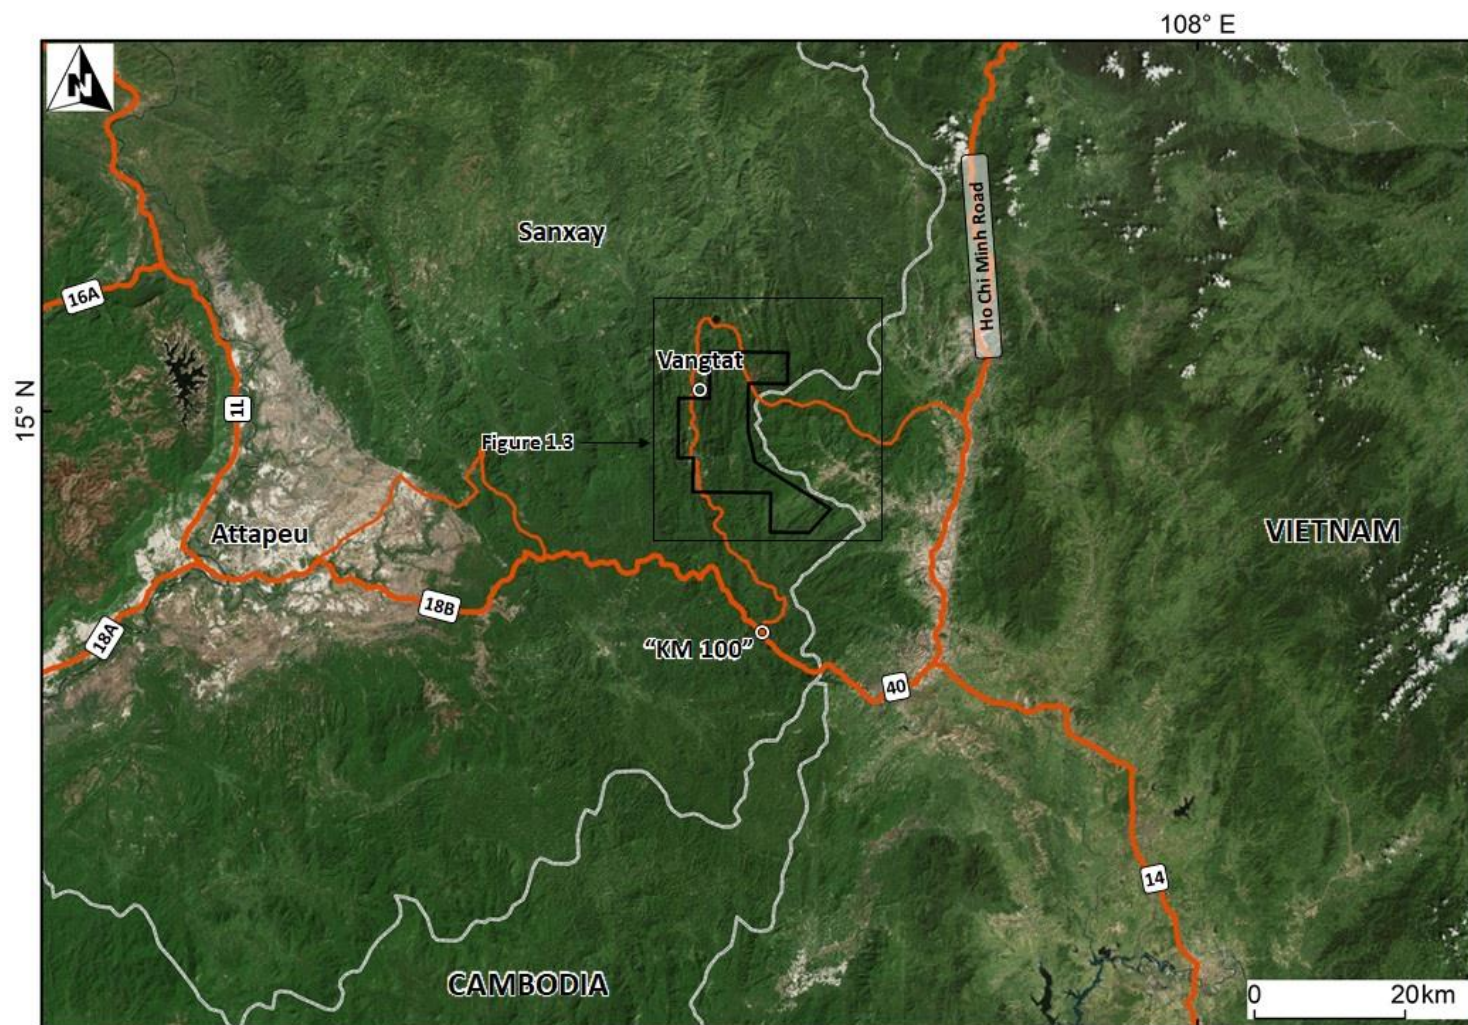 108° E
N
Sanxay
Ho Chi Minh Road
16A
Vangtat
15° N
1L
Figure 1.3
Attapeu
VIETNAM
18B
18A
"KM 100"
40
14
CAMBODIA
0 20km